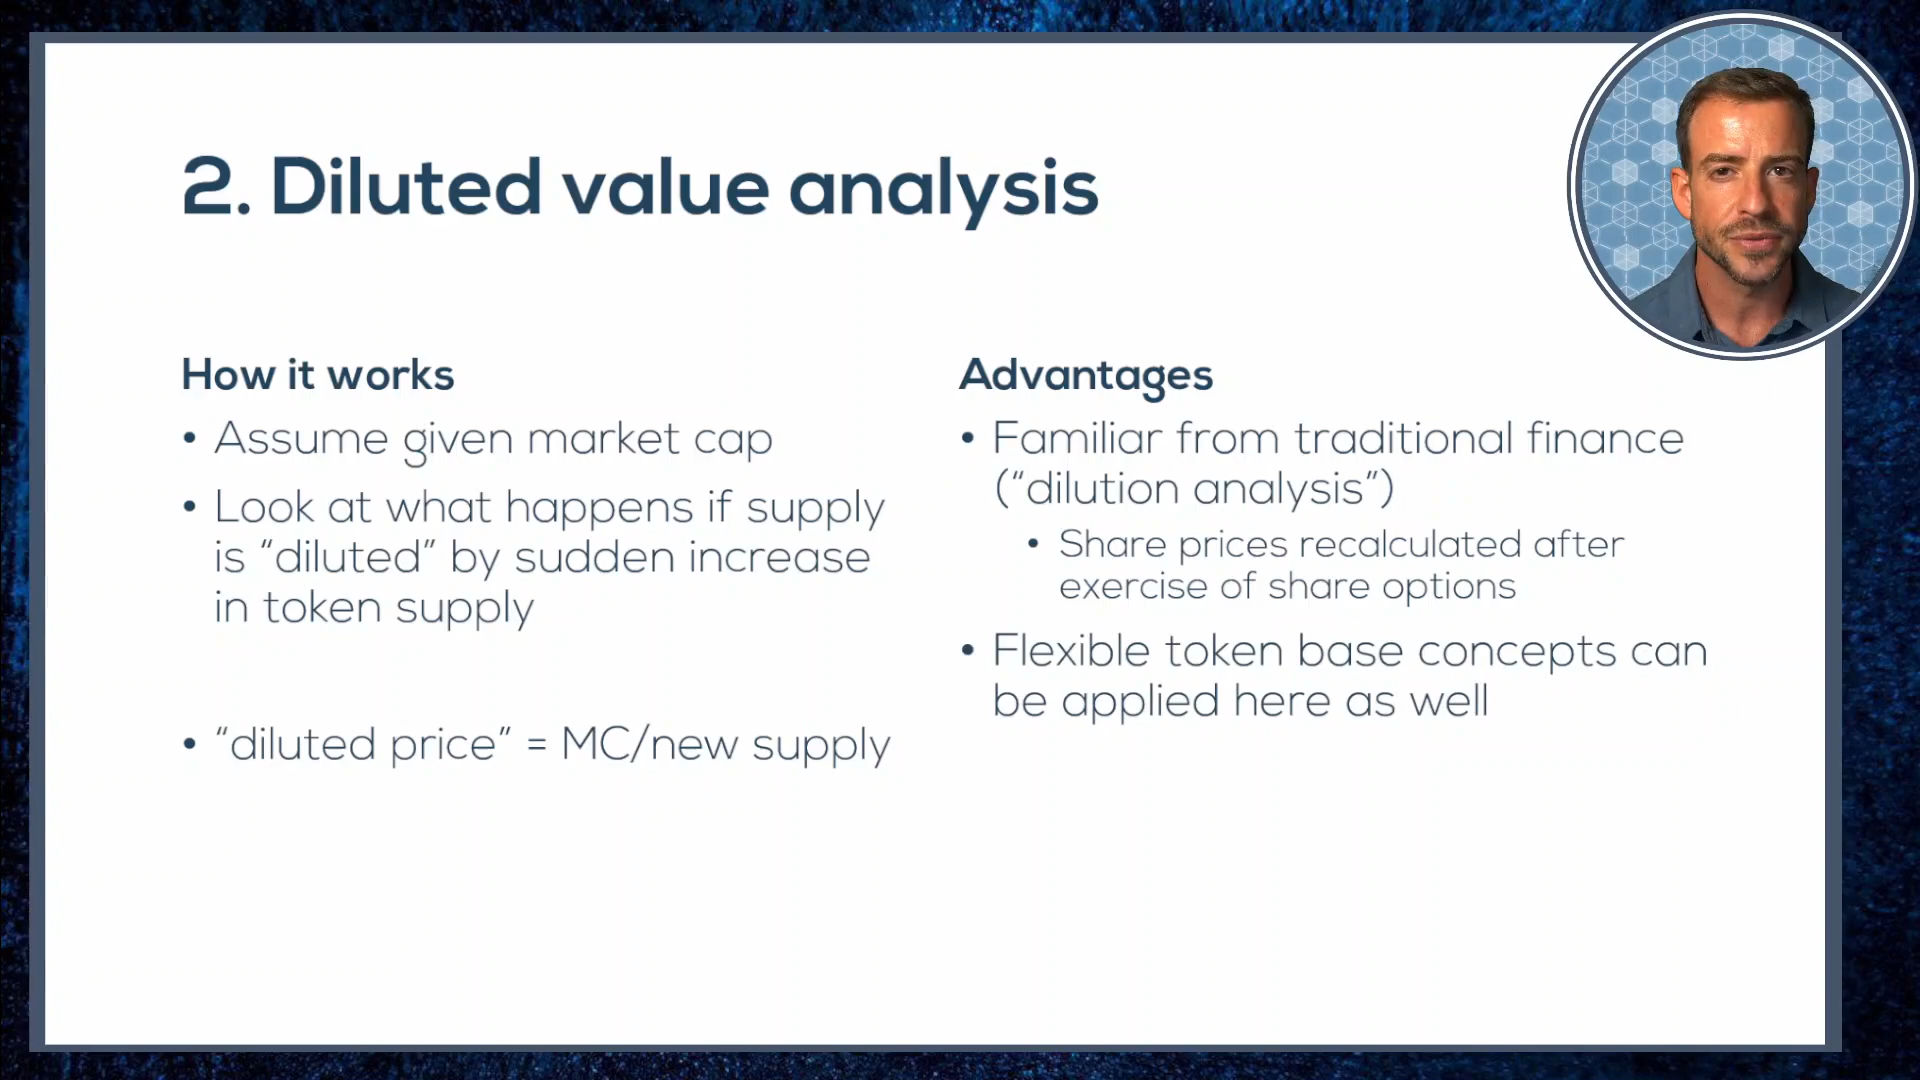 2. Diluted value analysis
How it works
• Assume given market cap
• Look at what happens if supply
is “diluted” by sudden increase
in token supply
• “diluted price” = MC/new supply
Advantages
• Familiar from traditional finance
(“dilution analysis”)
• Share prices recalculated after
exercise of share options
• Flexible token base concepts can
be applied here as well